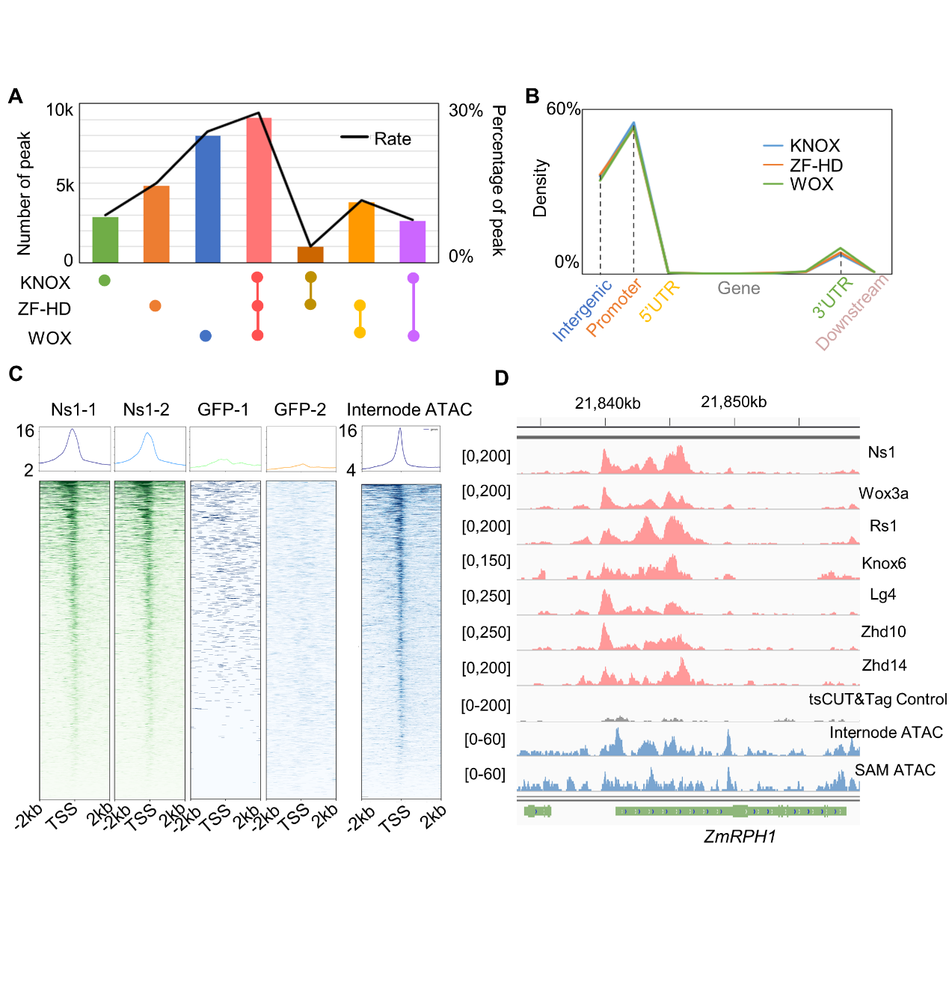 A
10k
5k
0
Number of peak
30%
0%
Percentage of peak
Rate
KNOX
ZF-HD
WOX
B
60%
0%
Density
KNOX
ZF-HD
WOX
Intergenic
Promoter
5'UTR
Gene
3'UTR
Downstream
C
Ns1-1
Ns1-2
GFP-1
GFP-2
Internode ATAC
16
2
16
4
-2kb
TSS
2kb
-2kb
TSS
2kb
-2kb
TSS
2kb
-2kb
TSS
2kb
-2kb
TSS
2kb
D
21,840kb
21,850kb
[0,200]
Ns1
[0,200]
Wox3a
[0,200]
Rs1
[0,150]
Knox6
[0,250]
Lg4
[0,250]
Zhd10
[0,200]
Zhd14
[0-200]
tsCUT&Tag Control
[0-60]
Internode ATAC
[0-60]
SAM ATAC
ZmRPH1